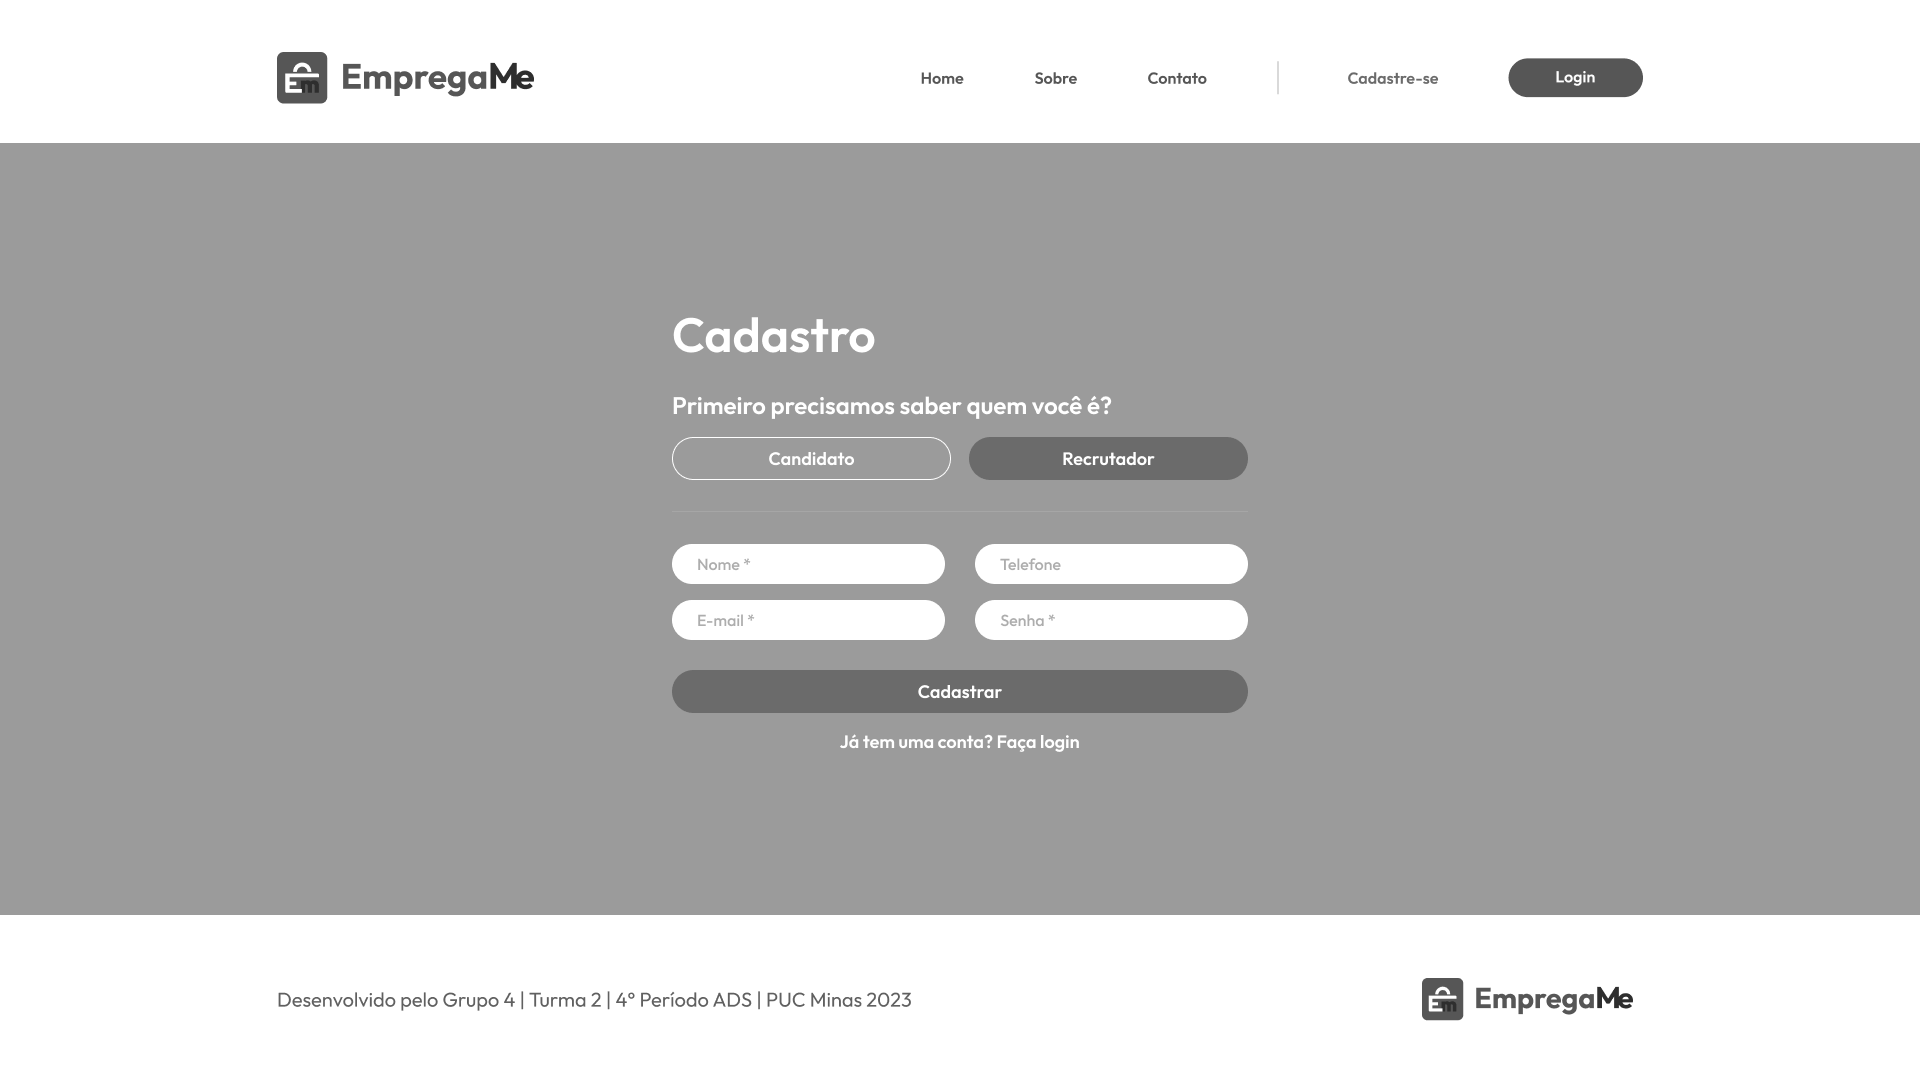 Em EmpregaMe
Home Sobre Contato Cadastre-se Login
Cadastro
Primeiro precisamos saber quem você é?
Candidato Recrutador
Nome * Telefone
E-mail * Senha *
Cadastrar
Já tem uma conta? Faça login
Desenvolvido pelo Grupo 4 | Turma 2 | 4º Período ADS | PUC Minas 2023
Em EmpregaMe